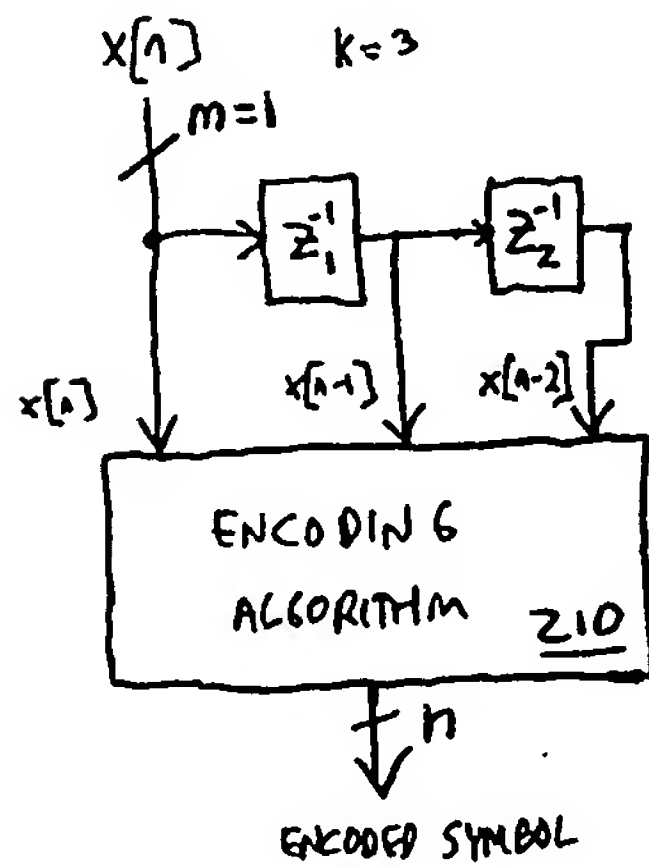 x[n] k=3
m=1
z₁⁻¹ z₂⁻¹
x[n] x[n-1] x[n-2]
ENCODING
ALGORITHM
210
n
ENCODED SYMBOL